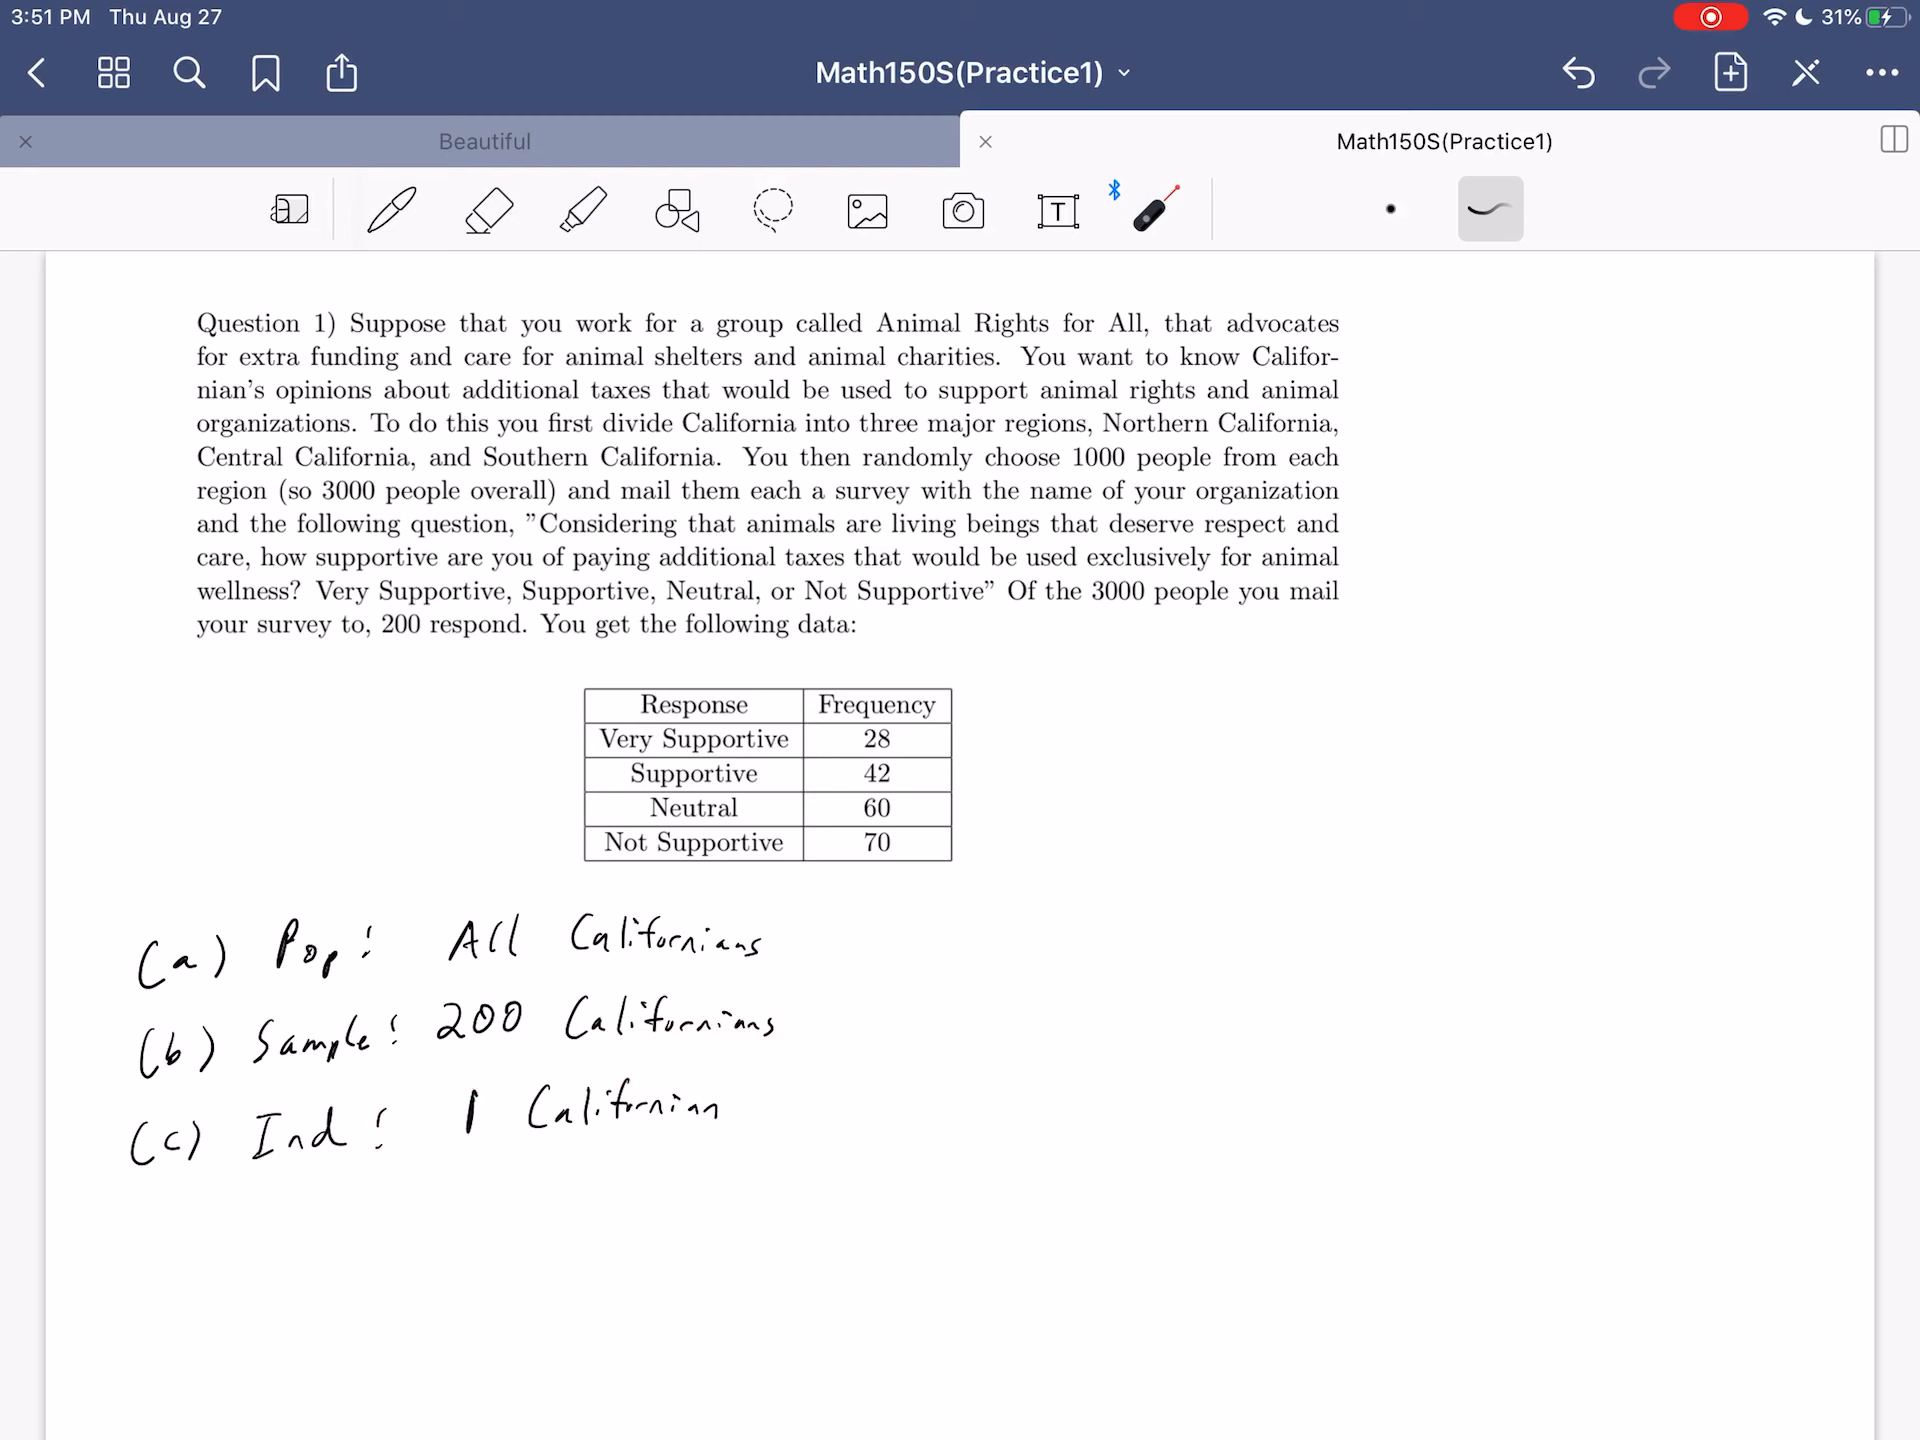 3:51 PM Thu Aug 27
31%
Math150S(Practice1)
Beautiful
Math150S(Practice1)
Question 1) Suppose that you work for a group called Animal Rights for All, that advocates
for extra funding and care for animal shelters and animal charities. You want to know Califor-
nian's opinions about additional taxes that would be used to support animal rights and animal
organizations. To do this you first divide California into three major regions, Northern California,
Central California, and Southern California. You then randomly choose 1000 people from each
region (so 3000 people overall) and mail them each a survey with the name of your organization
and the following question, ”Considering that animals are living beings that deserve respect and
care, how supportive are you of paying additional taxes that would be used exclusively for animal
wellness? Very Supportive, Supportive, Neutral, or Not Supportive” Of the 3000 people you mail
your survey to, 200 respond. You get the following data:
Response Frequency
Very Supportive 28
Supportive 42
Neutral 60
Not Supportive 70
(a) Pop: All Californians
(b) Sample: 200 Californians
(c) Ind: 1 Californian